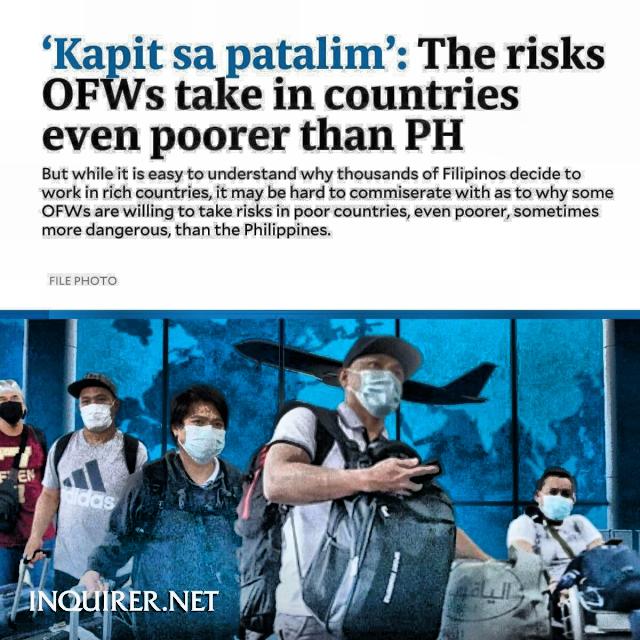 ‘Kapit sa patalim’: The risks
OFWs take in countries
even poorer than PH
But while it is easy to understand why thousands of Filipinos decide to
work in rich countries, it may be hard to commiserate with as to why some
OFWs are willing to take risks in poor countries, even poorer, sometimes
more dangerous, than the Philippines.
FILE PHOTO
adidas
INQUIRER.NET